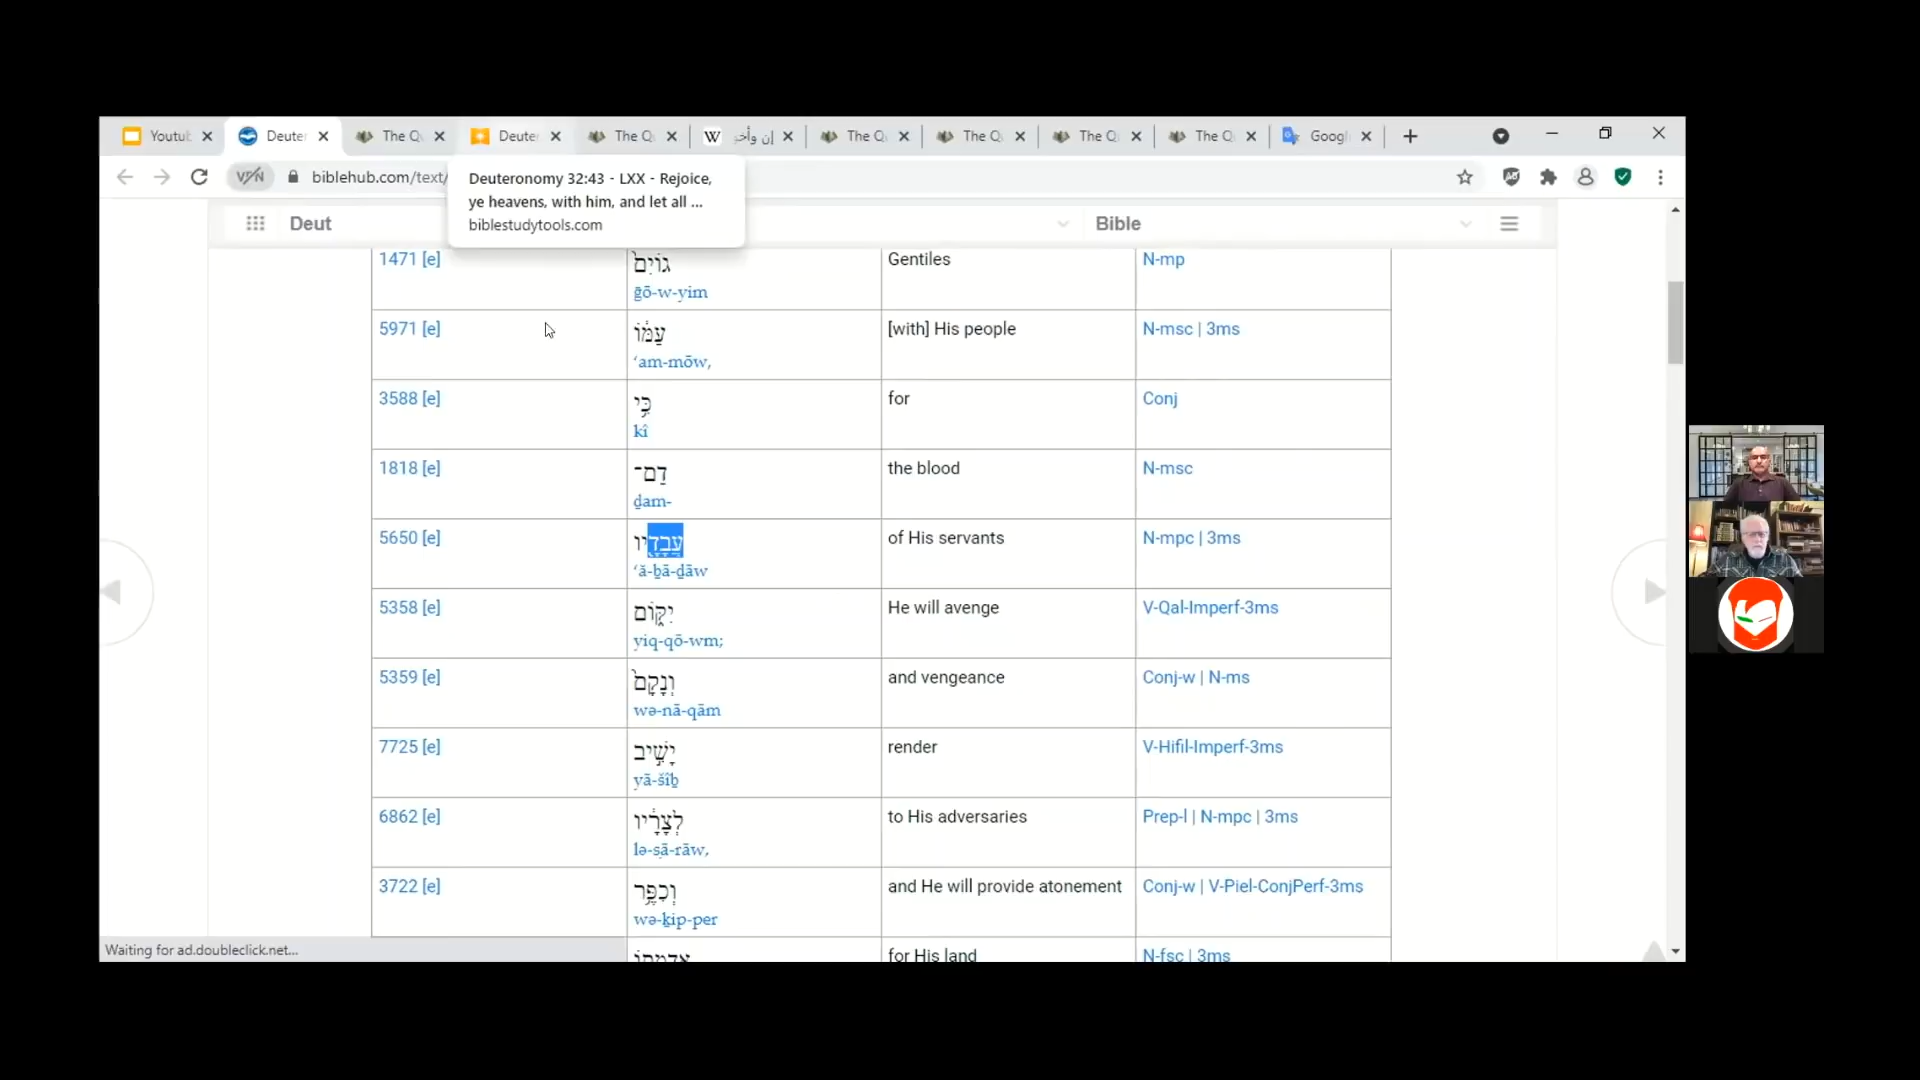 Youtu
Deute
The Q
Deute
The Q
W
إن وأخو
The Q
The Q
The Q
The Q
Googl
VPN
biblehub.com/text/
Deuteronomy 32:43 - LXX - Rejoice,
ye heavens, with him, and let all ...
biblestudytools.com
Deut
Bible
1471 [e]
גוֹיִם֙
ḡō-w-yim
Gentiles
N-mp
5971 [e]
עַמּ֔וֹ
‘am-mōw,
[with] His people
N-msc | 3ms
3588 [e]
כִּ֥י
kî
for
Conj
1818 [e]
דַם־
ḏam-
the blood
N-msc
5650 [e]
עֲבָדָ֖יו
‘ă-ḇā-ḏāw
of His servants
N-mpc | 3ms
5358 [e]
יִקּ֑וֹם
yiq-qō-wm;
He will avenge
V-Qal-Imperf-3ms
5359 [e]
וְנָקָם֙
wə-nā-qām
and vengeance
Conj-w | N-ms
7725 [e]
יָשִׁ֣יב
yā-šîḇ
render
V-Hifil-Imperf-3ms
6862 [e]
לְצָרָ֔יו
lə-ṣā-rāw,
to His adversaries
Prep-l | N-mpc | 3ms
3722 [e]
וְכִפֶּ֥ר
wə-ḵip-per
and He will provide atonement
Conj-w | V-Piel-ConjPerf-3ms
אדמתו
for His land
N-fsc | 3ms
Waiting for ad.doubleclick.net...